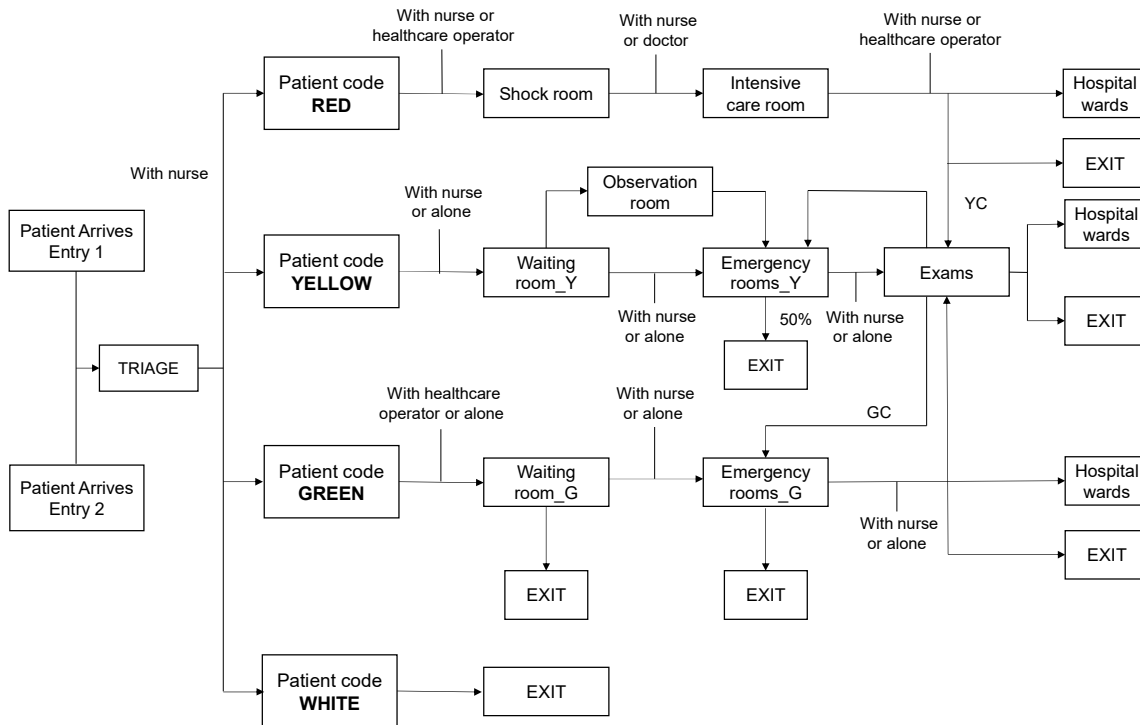 With nurse or
healthcare operator
With nurse
or doctor
With nurse or
healthcare operator
Patient code
RED
Shock room
Intensive
care room
Hospital
wards
EXIT
With nurse
Patient Arrives
Entry 1
With nurse
or alone
Observation
room
YC
Hospital
wards
Patient code
YELLOW
Waiting
room_Y
Emergency
rooms_Y
Exams
With nurse
or alone
50%
With nurse
or alone
EXIT
EXIT
TRIAGE
With healthcare
operator or alone
With nurse
or alone
GC
Patient Arrives
Entry 2
Patient code
GREEN
Waiting
room_G
Emergency
rooms_G
Hospital
wards
With nurse
or alone
EXIT
EXIT
EXIT
Patient code
WHITE
EXIT